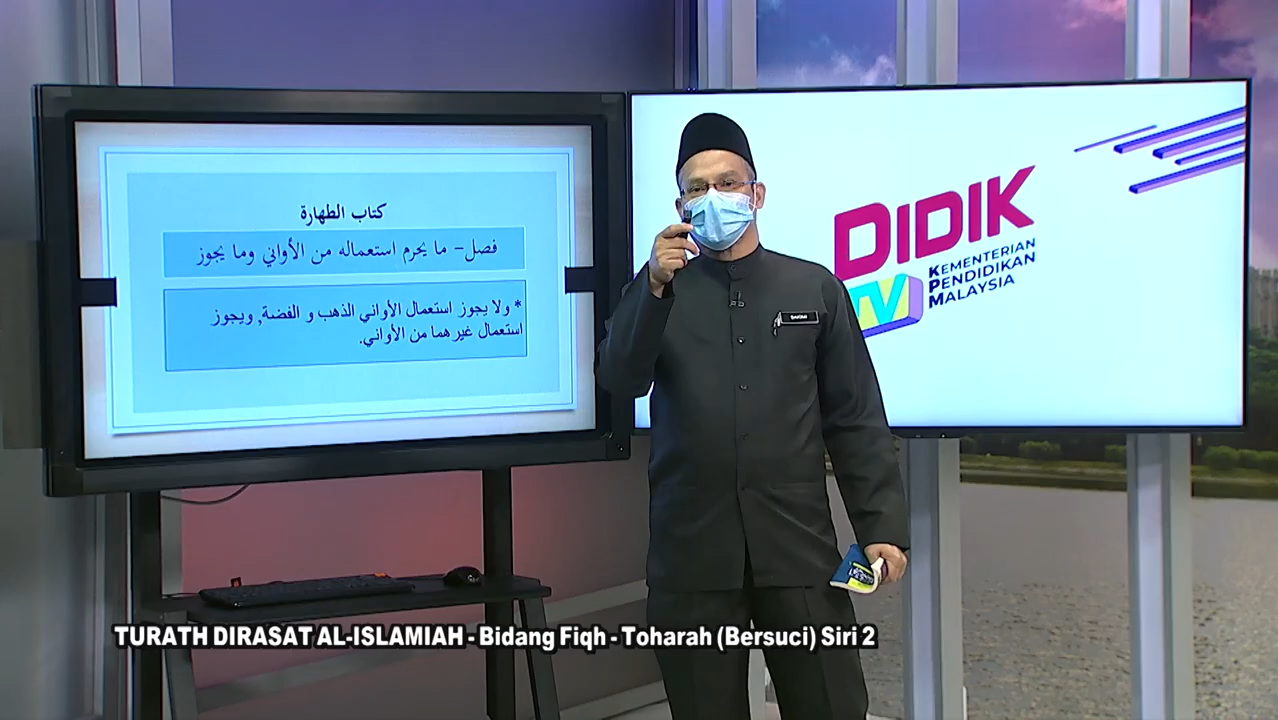 كتاب الطهارة
فصل – ما يحرم استعماله من الأواني وما يجوز
* ولا يجوز استعمال الأواني الذهب و الفضة, ويجوز
استعمال غيرهما من الأواني.
DIDIK
TV
KEMENTERIAN
PENDIDIKAN
MALAYSIA
TURATH DIRASAT AL-ISLAMIAH - Bidang Fiqh - Toharah (Bersuci) Siri 2